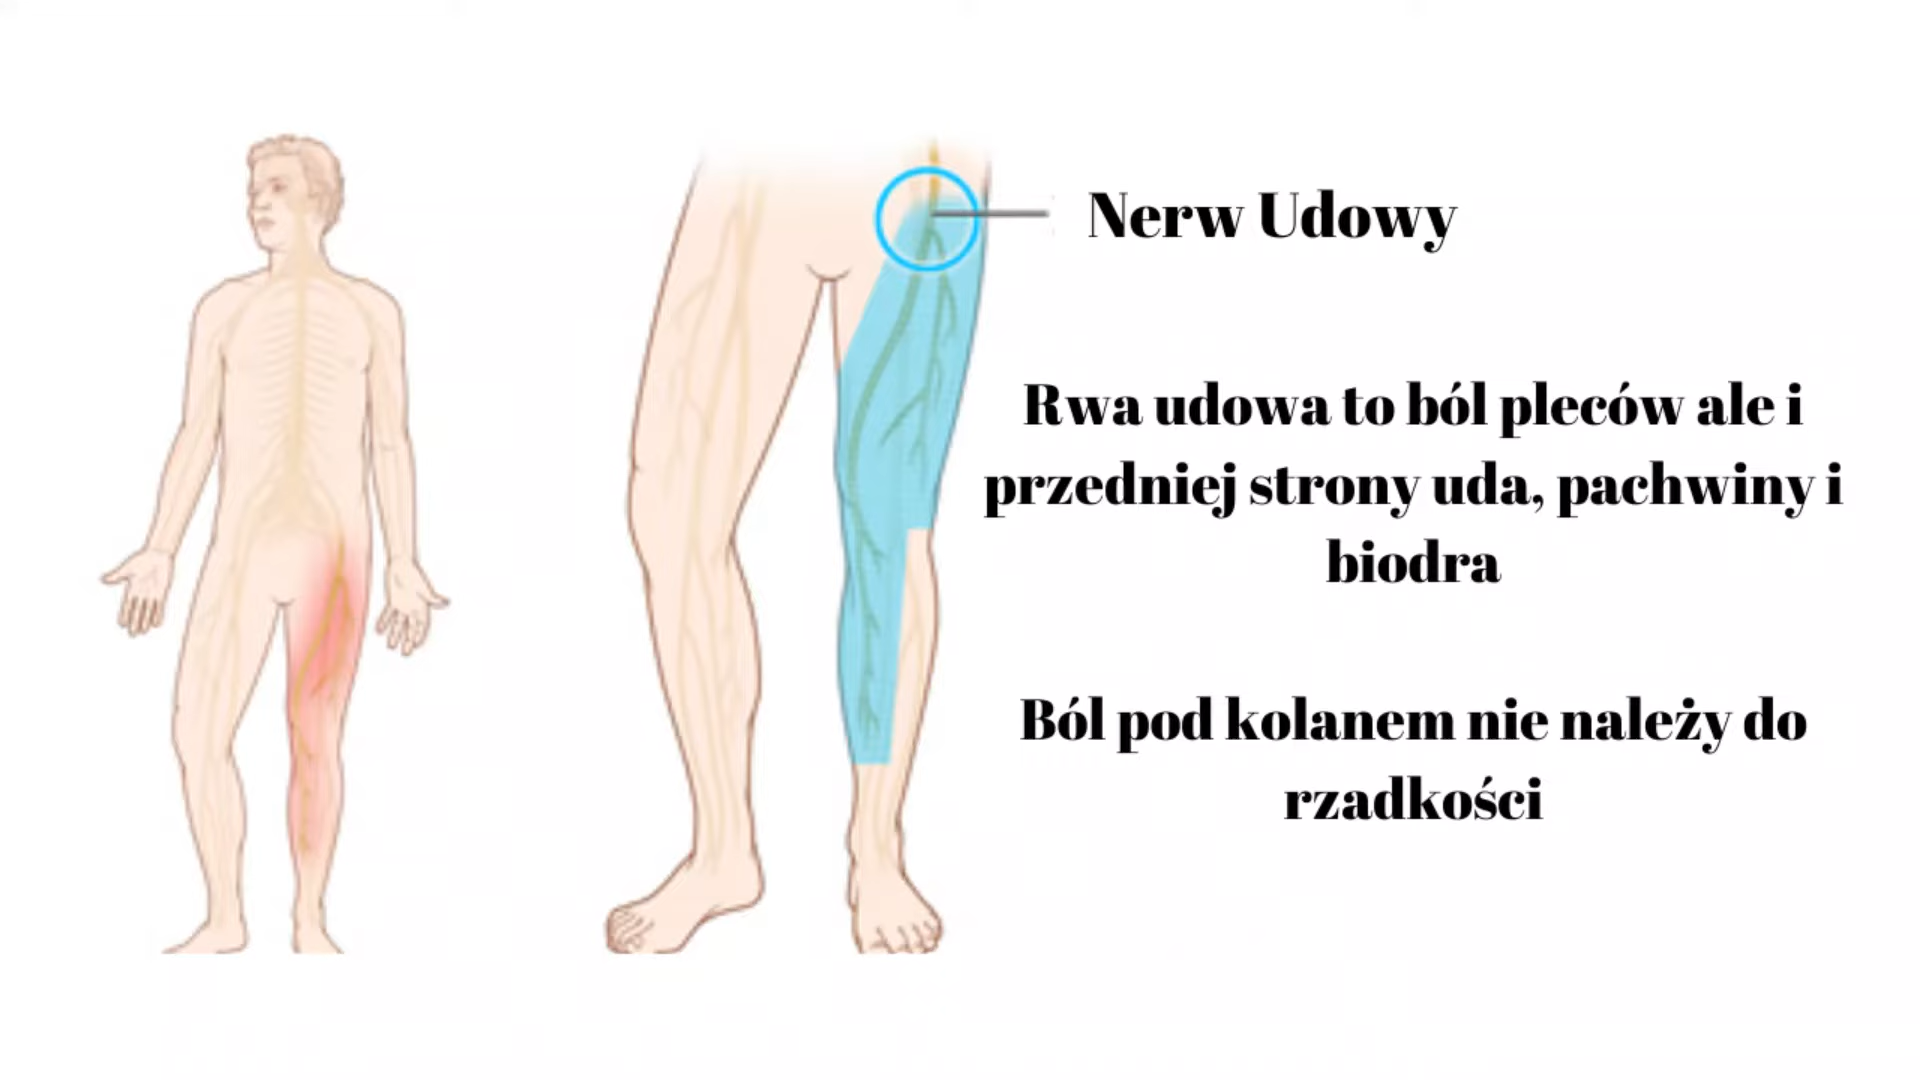 Nerw Udowy
Rwa udowa to ból pleców ale i
przedniej strony uda, pachwiny i
biodra
Ból pod kolanem nie należy do
rzadkości